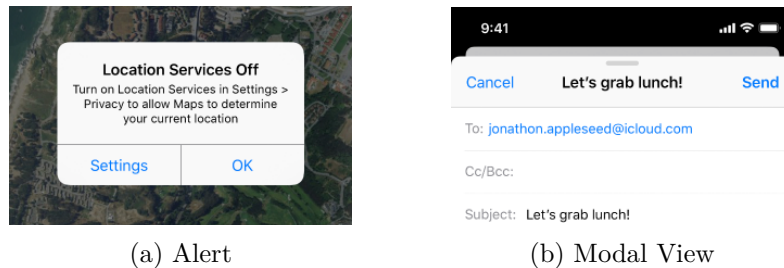 Location Services Off
Turn on Location Services in Settings >
Privacy to allow Maps to determine
your current location
Settings
OK
(a) Alert
9:41
Cancel
Let's grab lunch!
Send
To: jonathon.appleseed@icloud.com
Cc/Bcc:
Subject: Let's grab lunch!
(b) Modal View